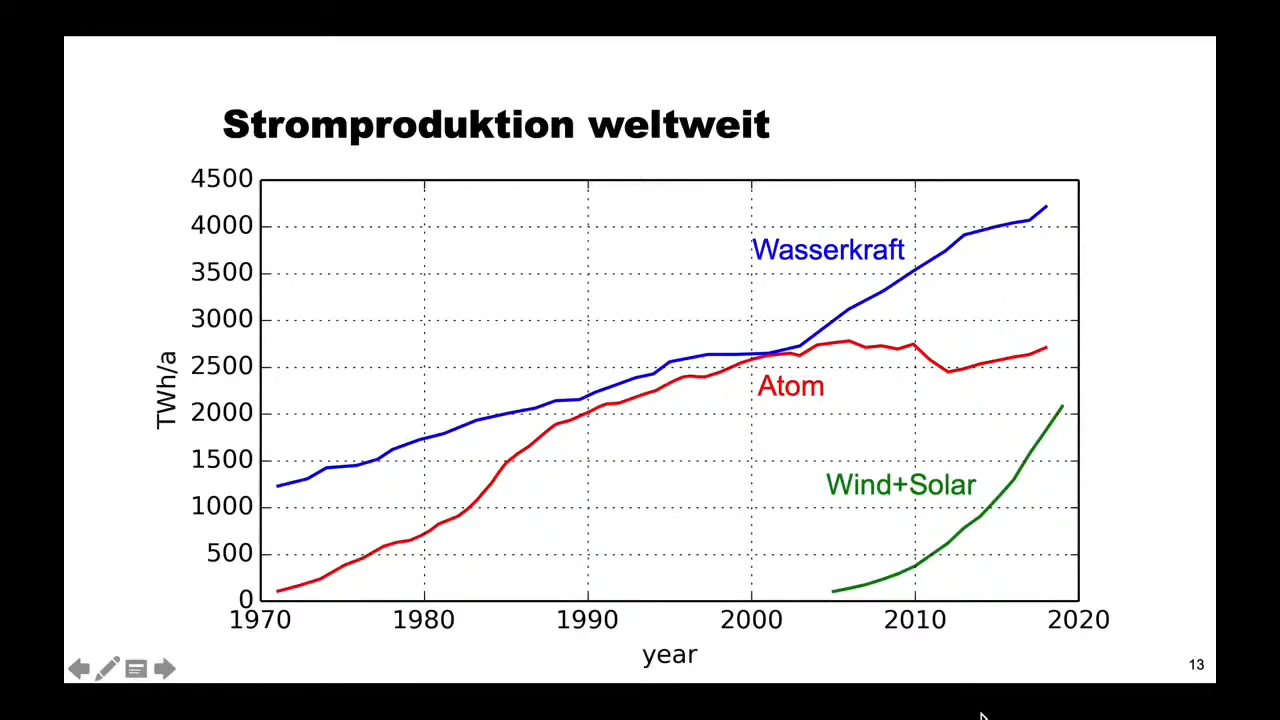 Stromproduktion weltweit
4500
4000
3500
3000
2500
2000
1500
1000
500
0
TWh/a
Wasserkraft
Atom
Wind+Solar
1970 1980 1990 2000 2010 2020
year
13